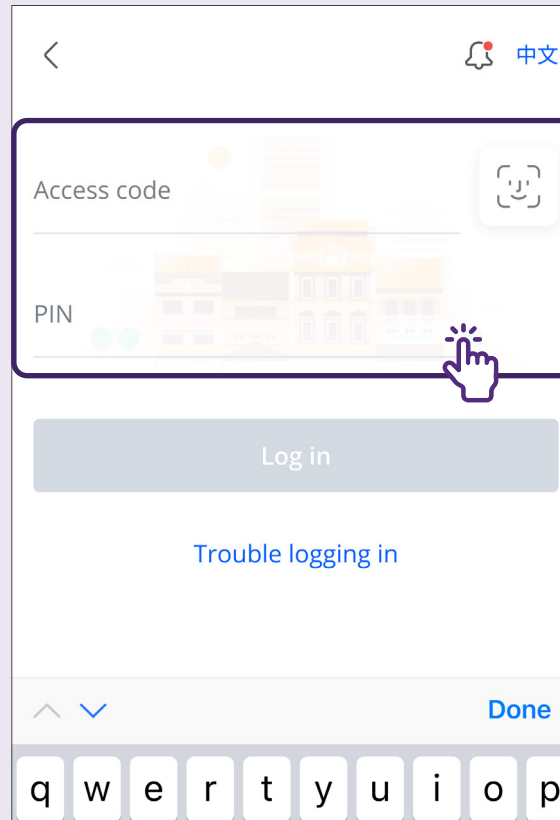 中文
Access code
PIN
Log in
Trouble logging in
Done
q w e r t y u i o p